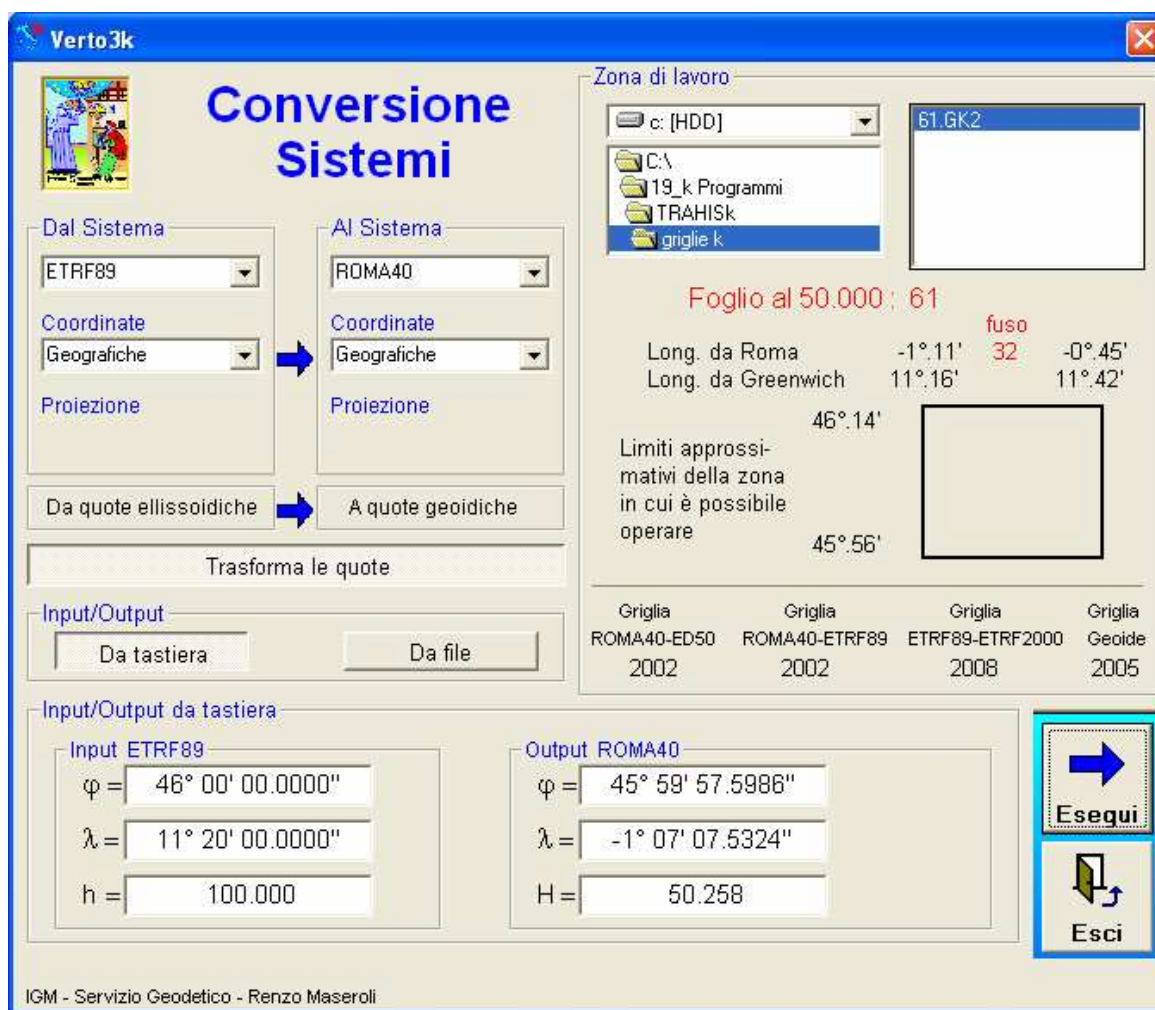 Verto3k
Conversione
Sistemi
Dal Sistema
ETRF89
Coordinate
Geografiche
Proiezione
Al Sistema
ROMA40
Coordinate
Geografiche
Proiezione
Da quote ellissoidiche
A quote geoidiche
Trasforma le quote
Input/Output
Da tastiera
Da file
Zona di lavoro
c: [HDD]
C:\
19_k Programmi
TRAHISk
griglie k
61.GK2
Foglio al 50.000 : 61
fuso
Long. da Roma -1°.11' 32 -0°.45'
Long. da Greenwich 11°.16' 11°.42'
46°.14'
Limiti approssi-
mativi della zona
in cui è possibile
operare
45°.56'
Griglia Griglia Griglia Griglia
ROMA40-ED50 ROMA40-ETRF89 ETRF89-ETRF2000 Geoide
2002 2002 2008 2005
Input/Output da tastiera
Input ETRF89
φ = 46° 00' 00.0000"
λ = 11° 20' 00.0000"
h = 100.000
Output ROMA40
φ = 45° 59' 57.5986"
λ = -1° 07' 07.5324"
H = 50.258
Esegui
Esci
IGM - Servizio Geodetico - Renzo Maseroli